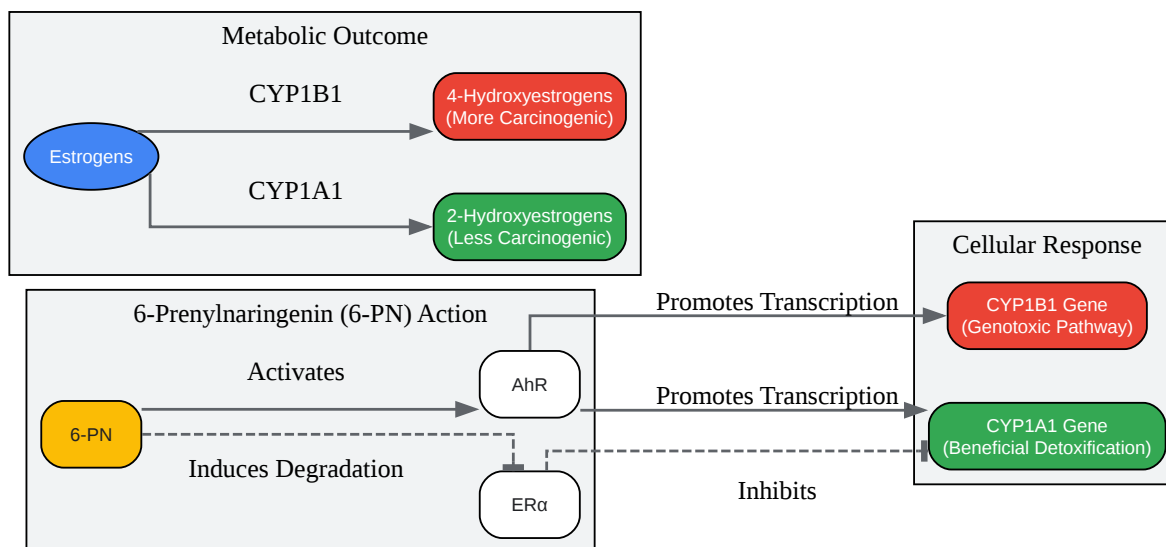 Metabolic Outcome
CYP1B1
4-Hydroxyestrogens
(More Carcinogenic)
Estrogens
CYP1A1
2-Hydroxyestrogens
(Less Carcinogenic)
Cellular Response
6-Prenylnaringenin (6-PN) Action
Promotes Transcription
CYP1B1 Gene
(Genotoxic Pathway)
Activates
AhR
Promotes Transcription
6-PN
CYP1A1 Gene
(Beneficial Detoxification)
Induces Degradation
ERα
Inhibits